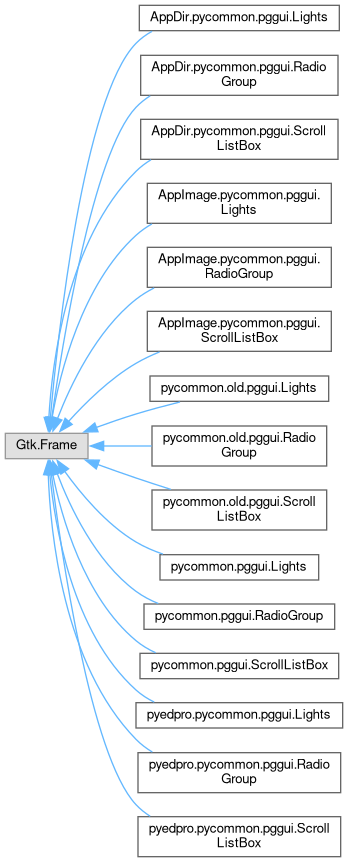 AppDir.pycommon.pggui.Lights
AppDir.pycommon.pggui.Radio
Group
AppDir.pycommon.pggui.Scroll
ListBox
AppImage.pycommon.pggui.
Lights
AppImage.pycommon.pggui.
RadioGroup
AppImage.pycommon.pggui.
ScrollListBox
pycommon.old.pggui.Lights
Gtk.Frame
pycommon.old.pggui.Radio
Group
pycommon.old.pggui.Scroll
ListBox
pycommon.pggui.Lights
pycommon.pggui.RadioGroup
pycommon.pggui.ScrollListBox
pyedpro.pycommon.pggui.Lights
pyedpro.pycommon.pggui.Radio
Group
pyedpro.pycommon.pggui.Scroll
ListBox